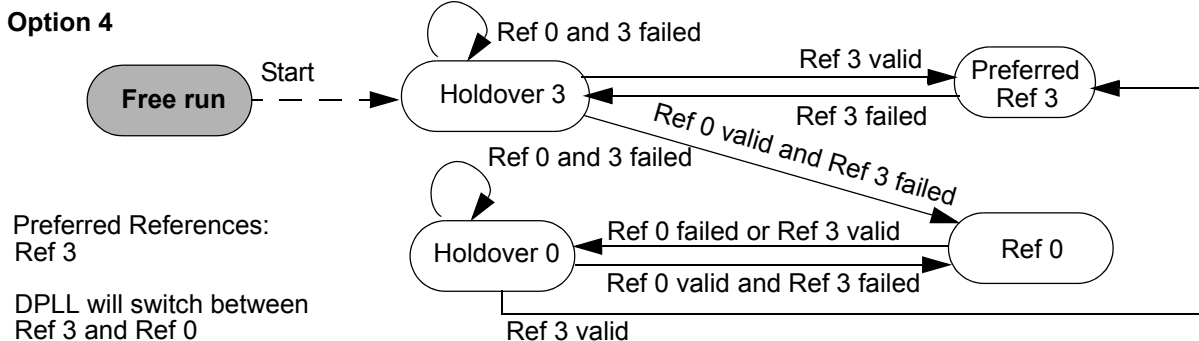 Option 4
Ref 0 and 3 failed
Start
Free run
Holdover 3
Ref 3 valid
Preferred
Ref 3
Ref 3 failed
Ref 0 valid and Ref 3 failed
Ref 0 and 3 failed
Preferred References:
Ref 3
Holdover 0
Ref 0 failed or Ref 3 valid
Ref 0
Ref 0 valid and Ref 3 failed
DPLL will switch between
Ref 3 and Ref 0
Ref 3 valid